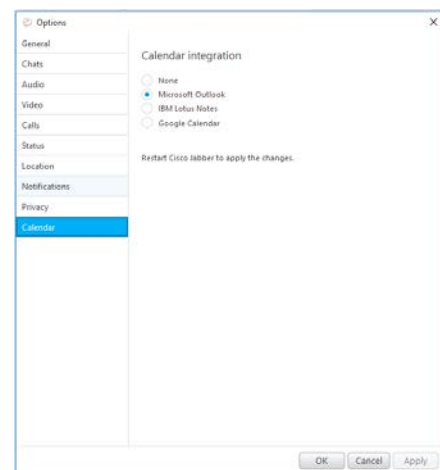 Options
General
Chats
Audio
Video
Calls
Status
Location
Notifications
Privacy
Calendar
Calendar integration
None
Microsoft Outlook
IBM Lotus Notes
Google Calendar
Restart Cisco Jabber to apply the changes.
OK
Cancel
Apply